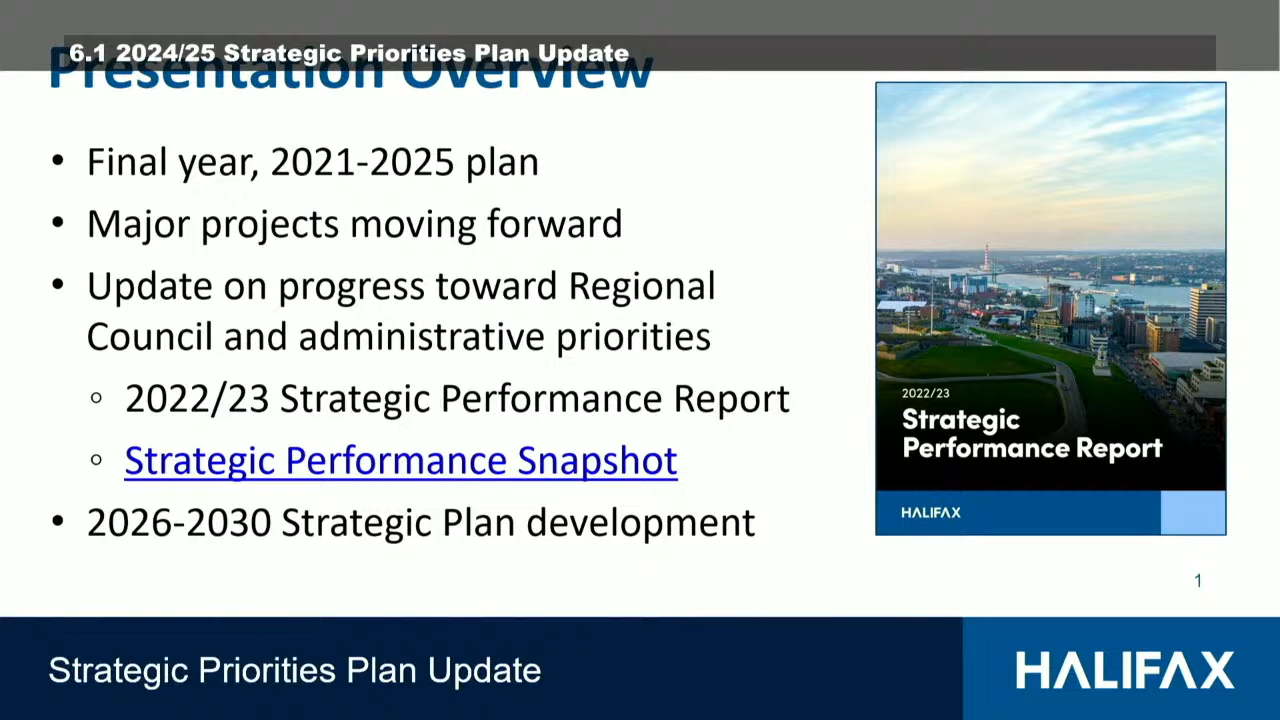 6.1 2024/25 Strategic Priorities Plan Update
Presentation Overview
• Final year, 2021-2025 plan
• Major projects moving forward
• Update on progress toward Regional
Council and administrative priorities
◦ 2022/23 Strategic Performance Report
◦ Strategic Performance Snapshot
• 2026-2030 Strategic Plan development
2022/23
Strategic
Performance Report
HALIFAX
1
Strategic Priorities Plan Update
HALIFAX